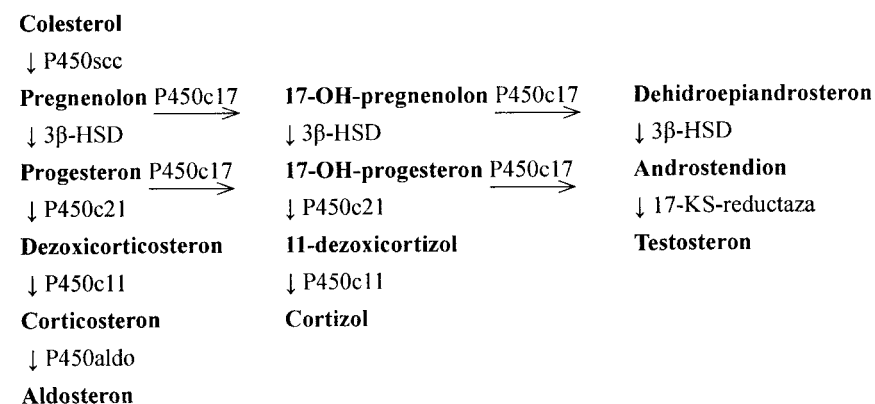 Colesterol
↓ P450scc
Pregnenolon P450c17 → 17-OH-pregnenolon P450c17 → Dehidroepiandrosteron
↓ 3β-HSD ↓ 3β-HSD ↓ 3β-HSD
Progesteron P450c17 → 17-OH-progesteron P450c17 → Androstendion
↓ P450c21 ↓ P450c21 ↓ 17-KS-reductaza
Dezoxicorticosteron 11-dezoxicortizol Testosteron
↓ P450c11 ↓ P450c11
Corticosteron Cortizol
↓ P450aldo
Aldosteron